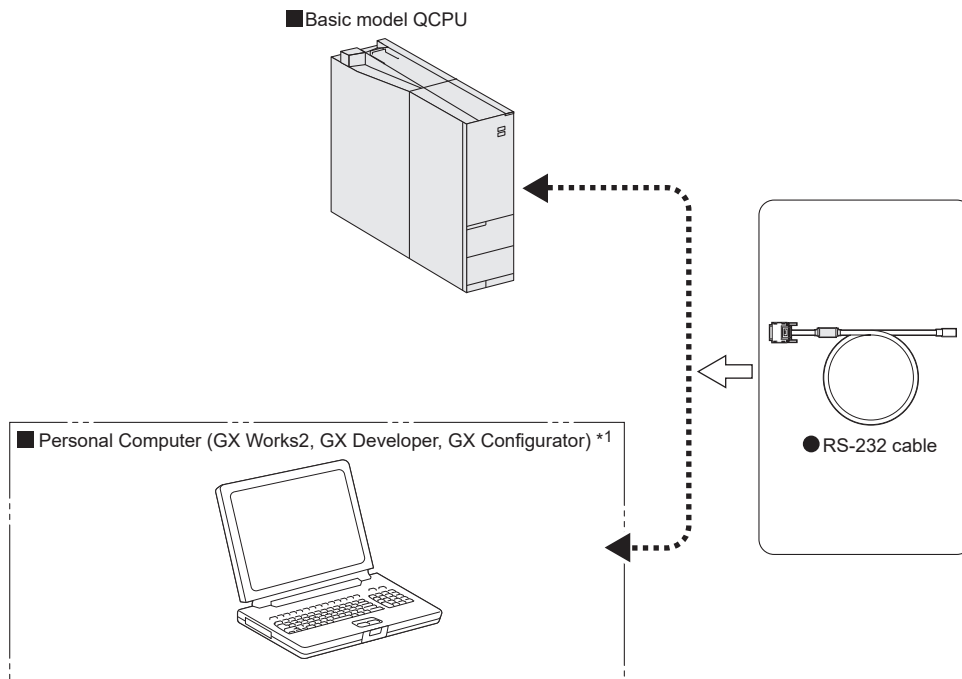 Basic model QCPU
Personal Computer (GX Works2, GX Developer, GX Configurator) *1
RS-232 cable